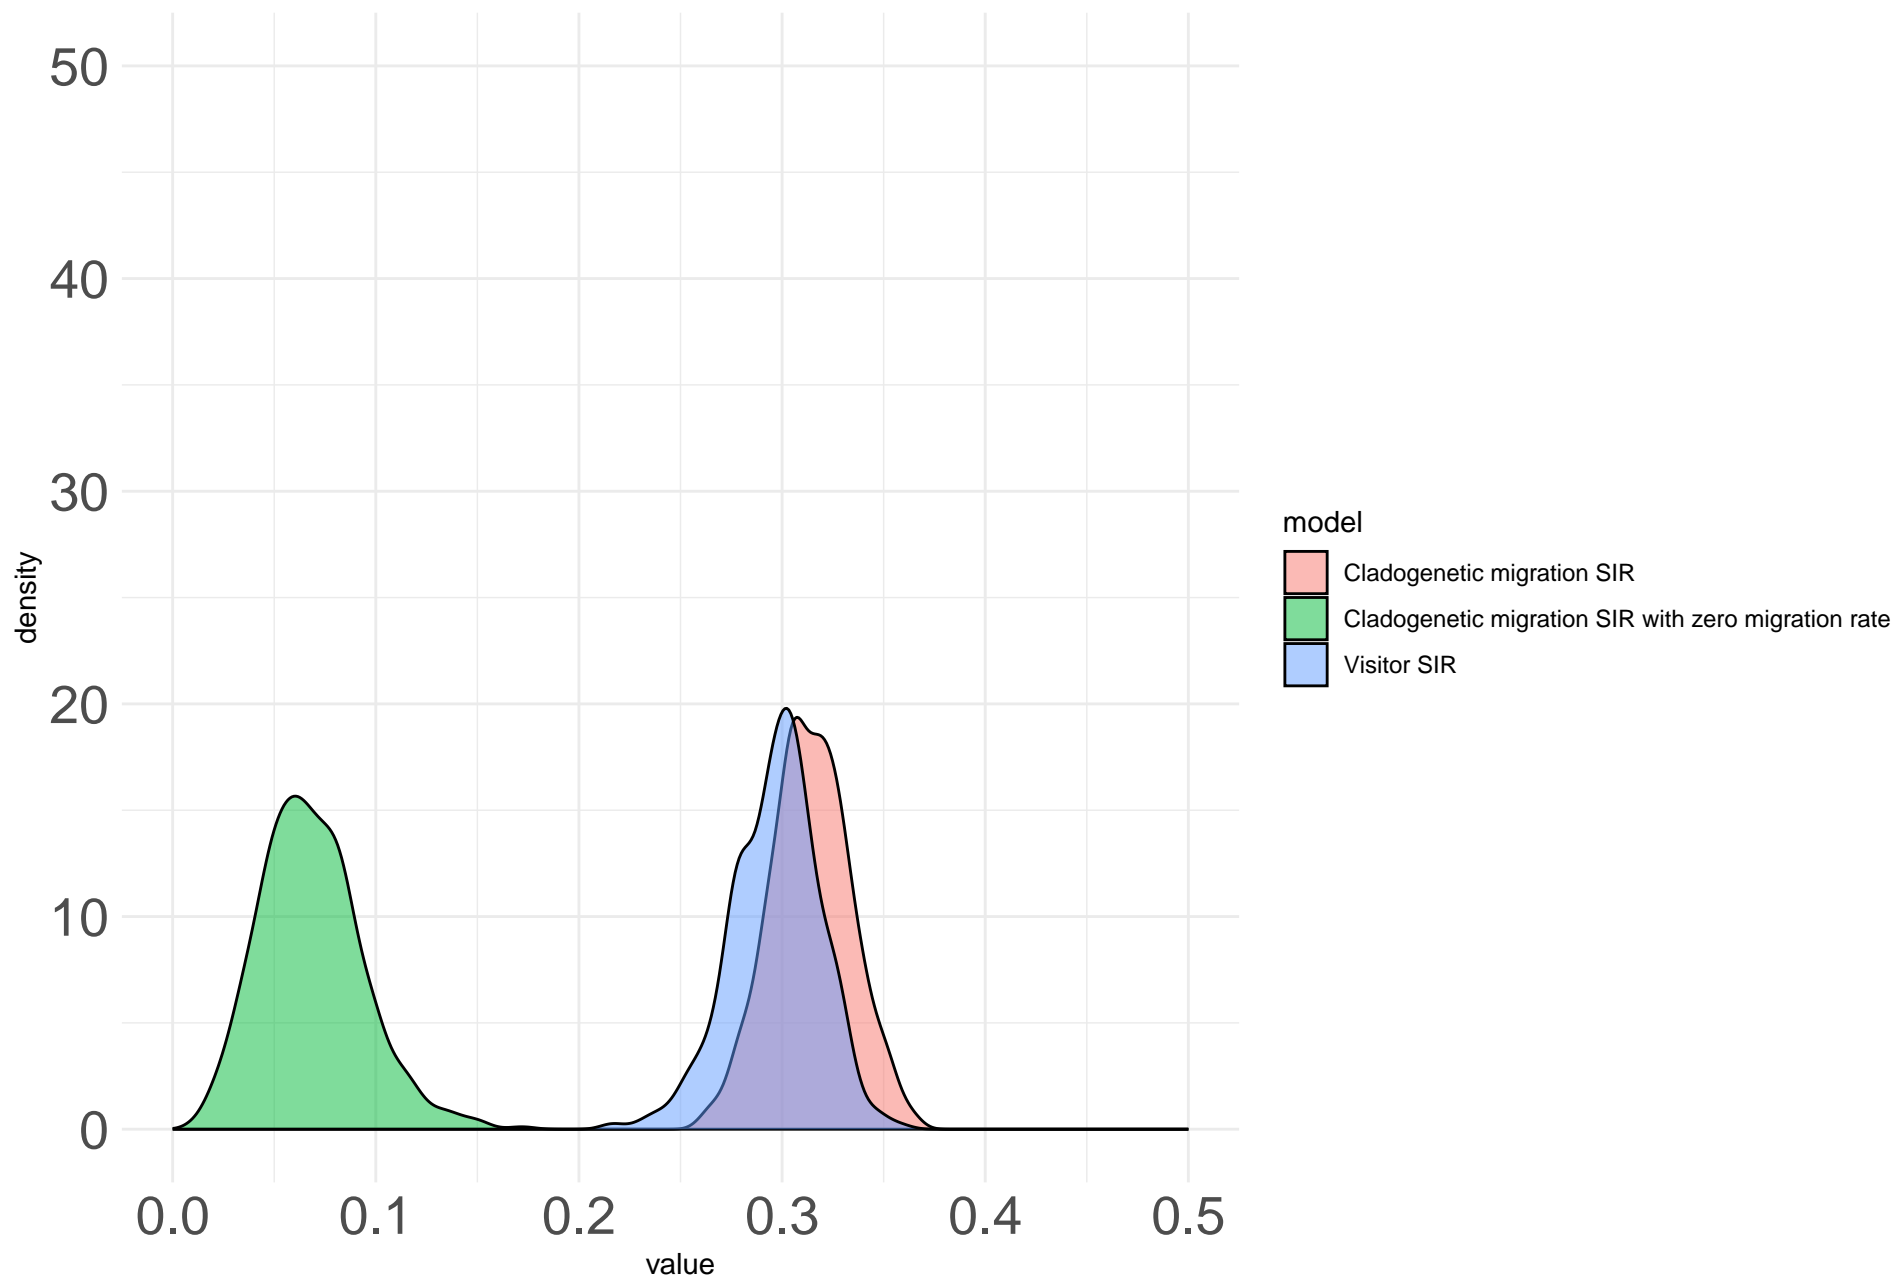 50
40
30
20
10
0
density
0.0 0.1 0.2 0.3 0.4 0.5
value
model
Cladogenetic migration SIR
Cladogenetic migration SIR with zero migration rate
Visitor SIR